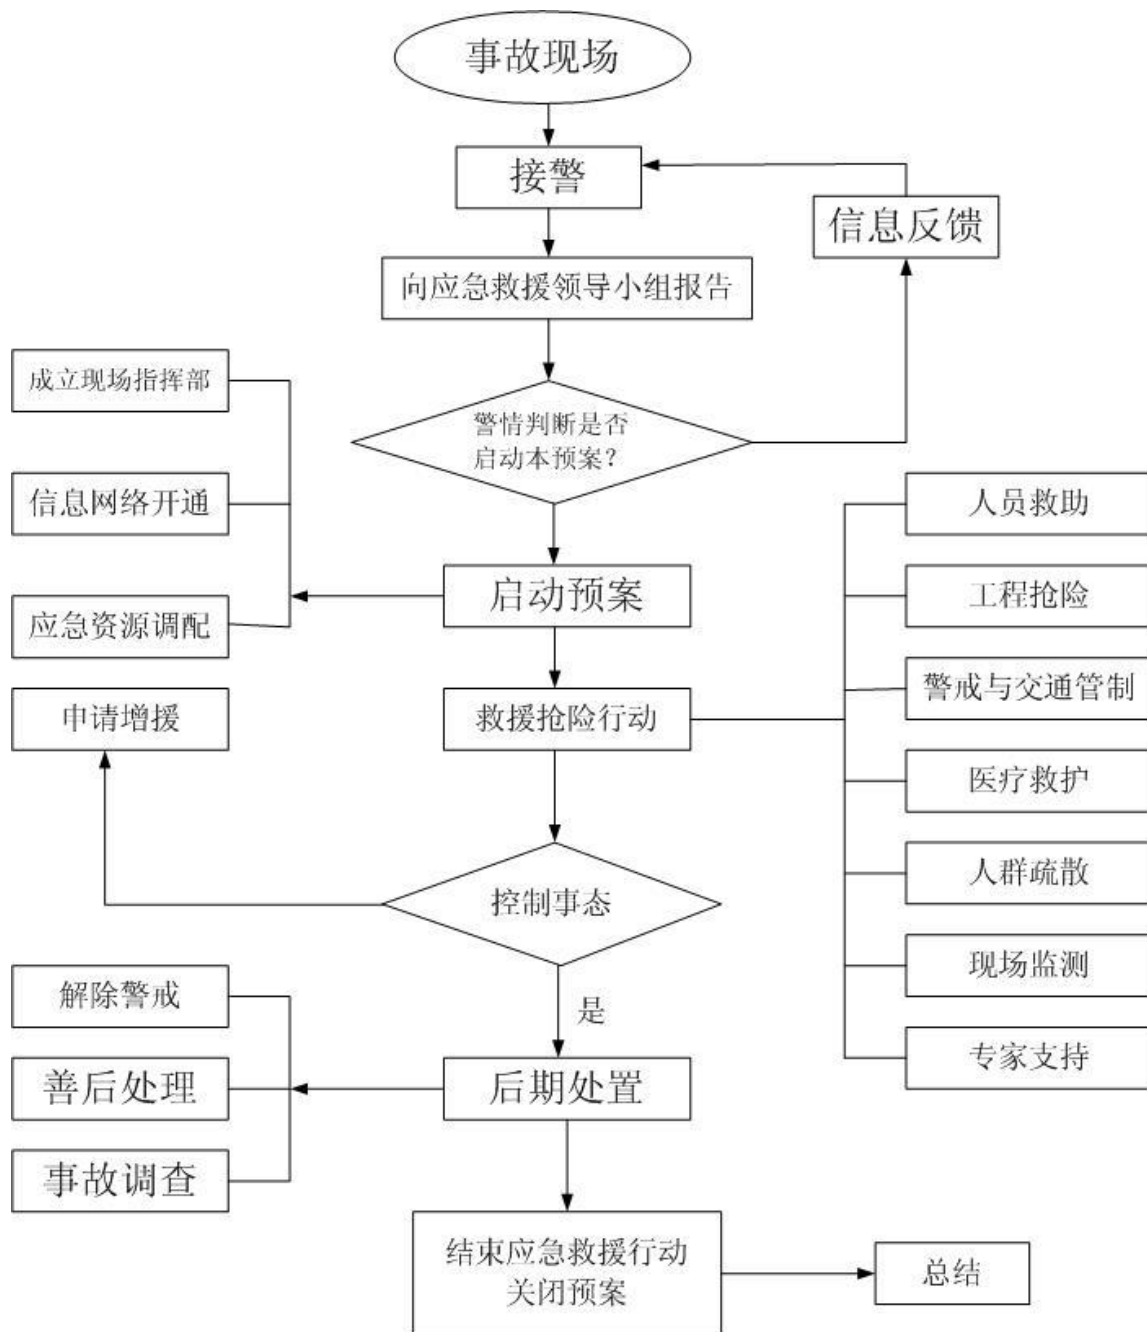 事故现场
接警
信息反馈
向应急救援领导小组报告
成立现场指挥部
警情判断是否
启动本预案?
信息网络开通
人员救助
启动预案
工程抢险
应急资源调配
警戒与交通管制
申请增援
救援抢险行动
医疗救护
人群疏散
控制事态
现场监测
解除警戒
是
专家支持
善后处理
后期处置
事故调查
结束应急救援行动
关闭预案
总结